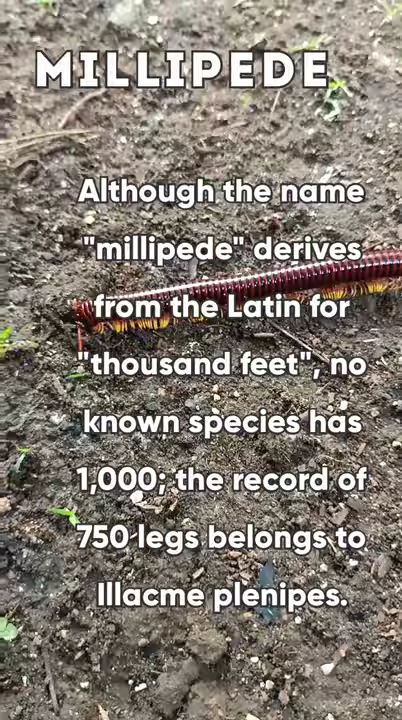 MILLIPEDE
Although the name
"millipede" derives
from the Latin for
"thousand feet", no
known species has
1,000; the record of
750 legs belongs to
Illacme plenipes.